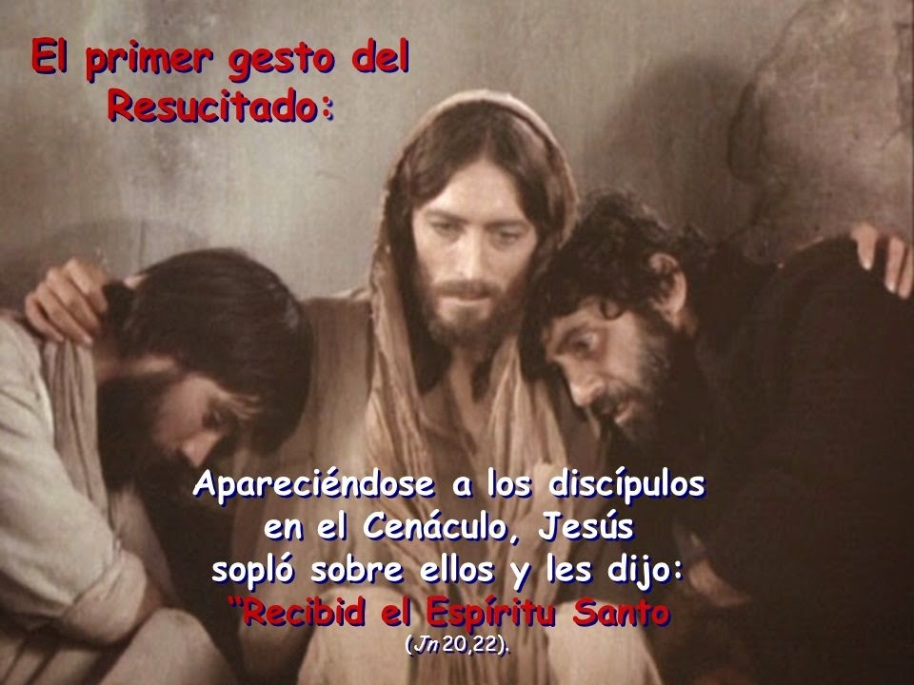 El primer gesto del
Resucitado:
Apareciéndose a los discípulos
en el Cenáculo, Jesús
sopló sobre ellos y les dijo:
“Recibid el Espíritu Santo
(Jn 20,22).